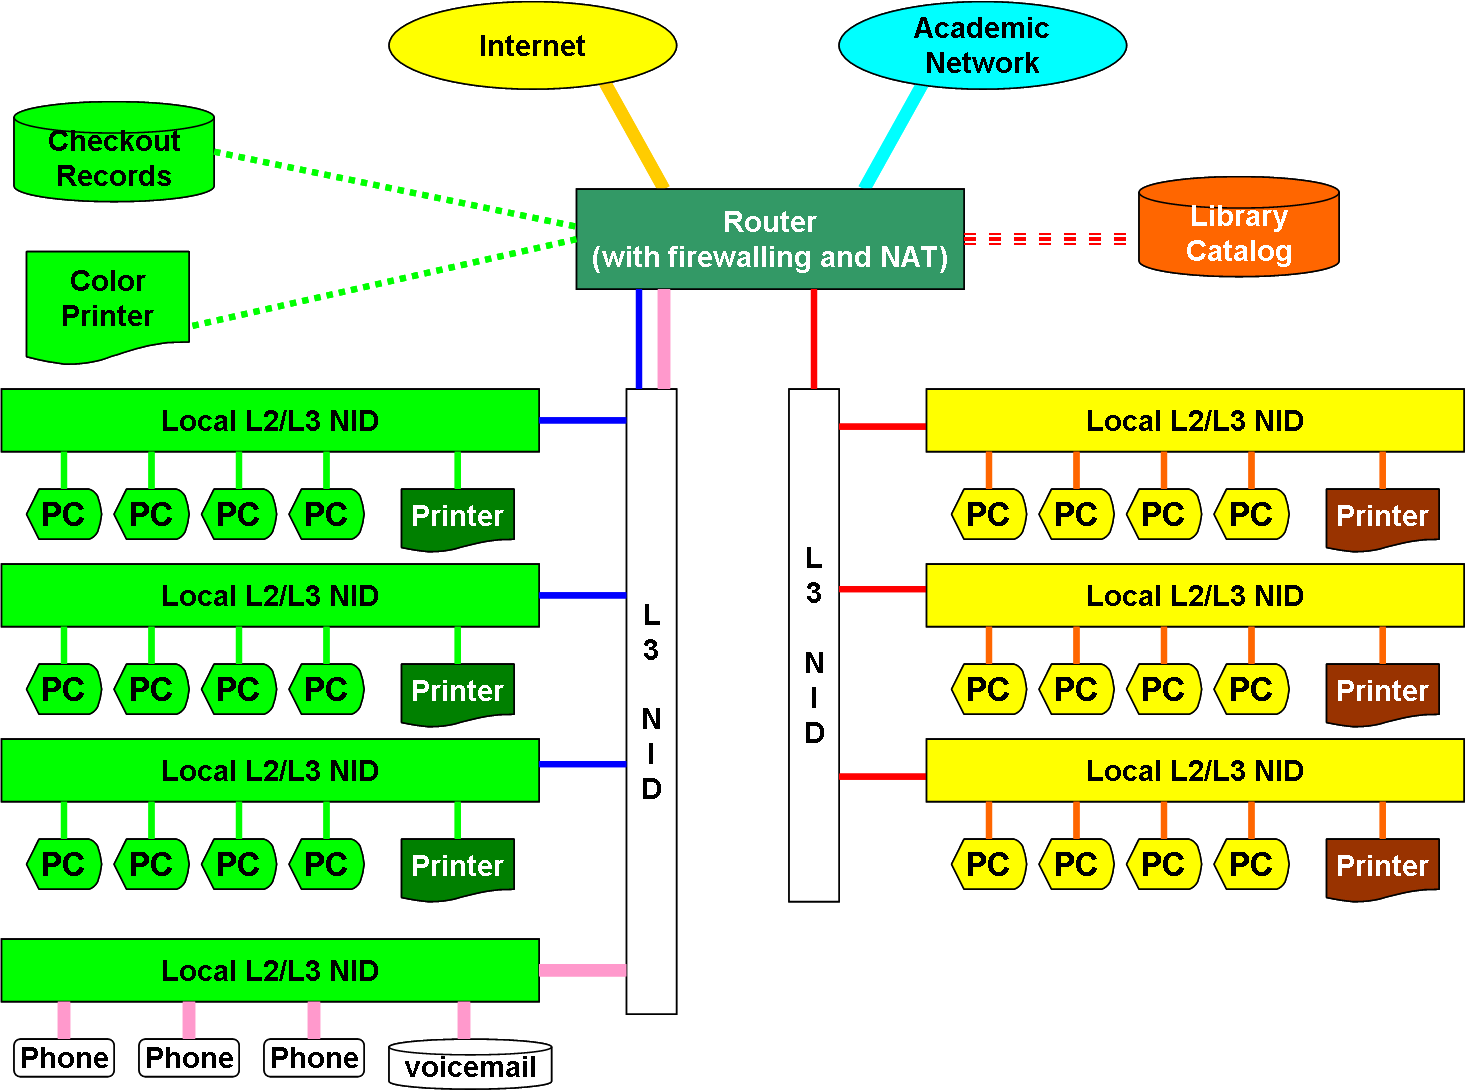 Internet
Academic
Network
Checkout
Records
Router
(with firewalling and NAT)
Library
Catalog
Color
Printer
Local L2/L3 NID
PC PC PC PC Printer
Local L2/L3 NID
PC PC PC PC Printer
Local L2/L3 NID
PC PC PC PC Printer
Local L2/L3 NID
Phone Phone Phone voicemail
L
3
N
I
D
L
3
N
I
D
Local L2/L3 NID
PC PC PC PC Printer
Local L2/L3 NID
PC PC PC PC Printer
Local L2/L3 NID
PC PC PC PC Printer